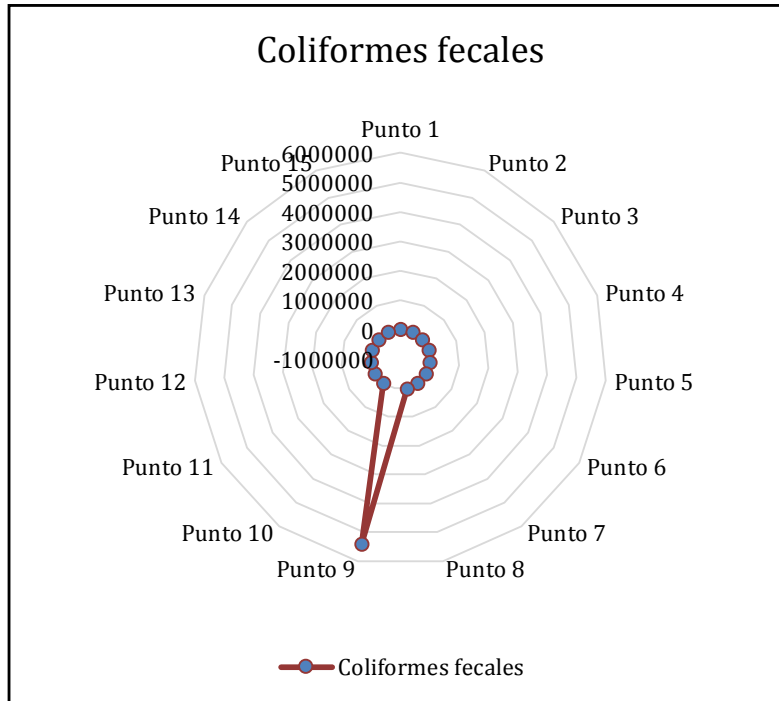 Coliformes fecales
Punto 1
Punto 2
Punto 3
Punto 4
Punto 5
Punto 6
Punto 7
Punto 8
Punto 9
Punto 10
Punto 11
Punto 12
Punto 13
Punto 14
Punto 15
6000000
5000000
4000000
3000000
2000000
1000000
0
-1000000
Coliformes fecales